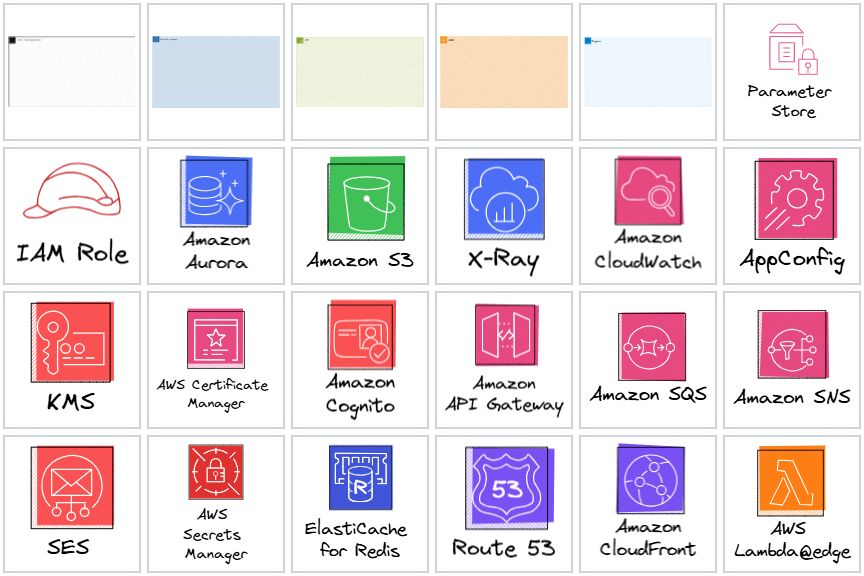 Parameter
Store
IAM Role
Amazon
Aurora
Amazon S3
X-Ray
Amazon
CloudWatch
AppConfig
KMS
AWS Certificate
Manager
Amazon
Cognito
Amazon
API Gateway
Amazon SQS
Amazon SNS
SES
AWS
Secrets
Manager
R
ElastiCache
for Redis
53
Route 53
Amazon
CloudFront
AWS
Lambda@edge